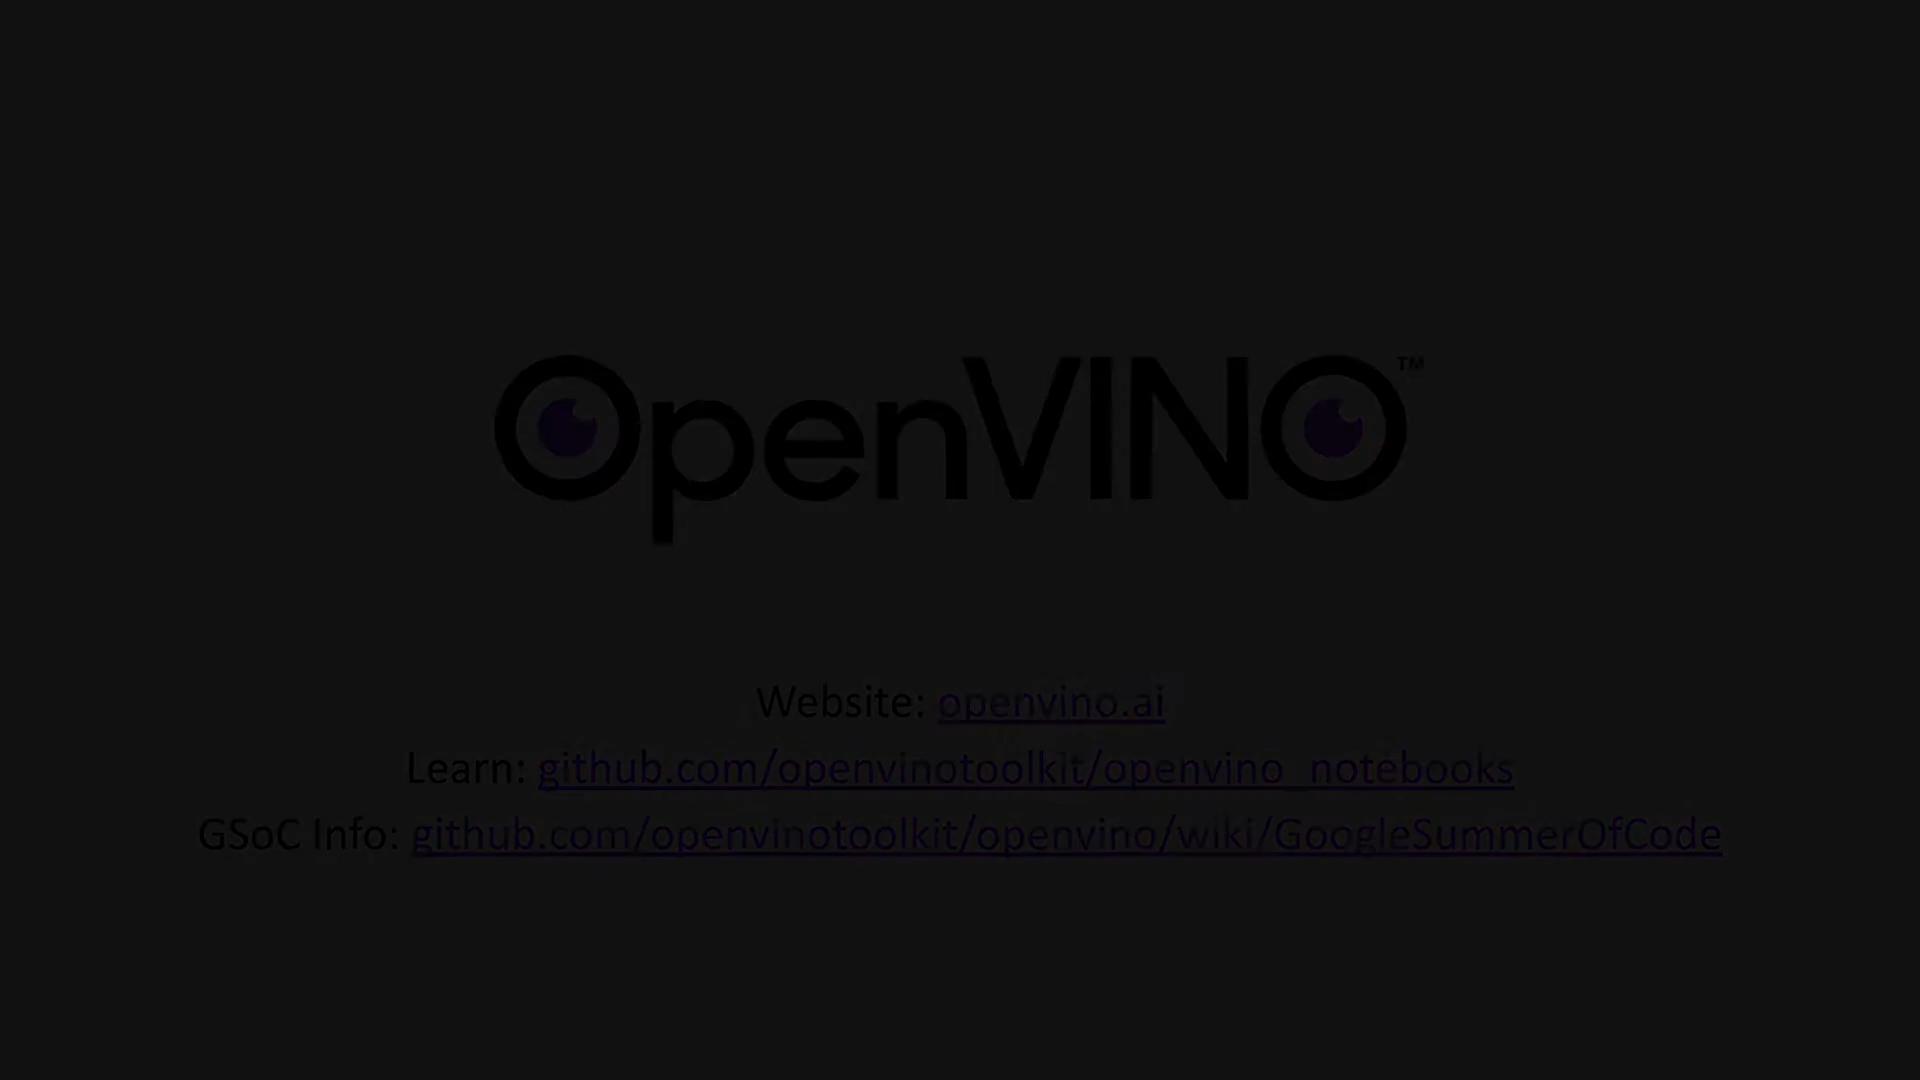 OpenVINO™
Website: openvino.ai
Learn: github.com/openvinotoolkit/openvino_notebooks
GSoC Info: github.com/openvinotoolkit/openvino/wiki/GoogleSummerOfCode